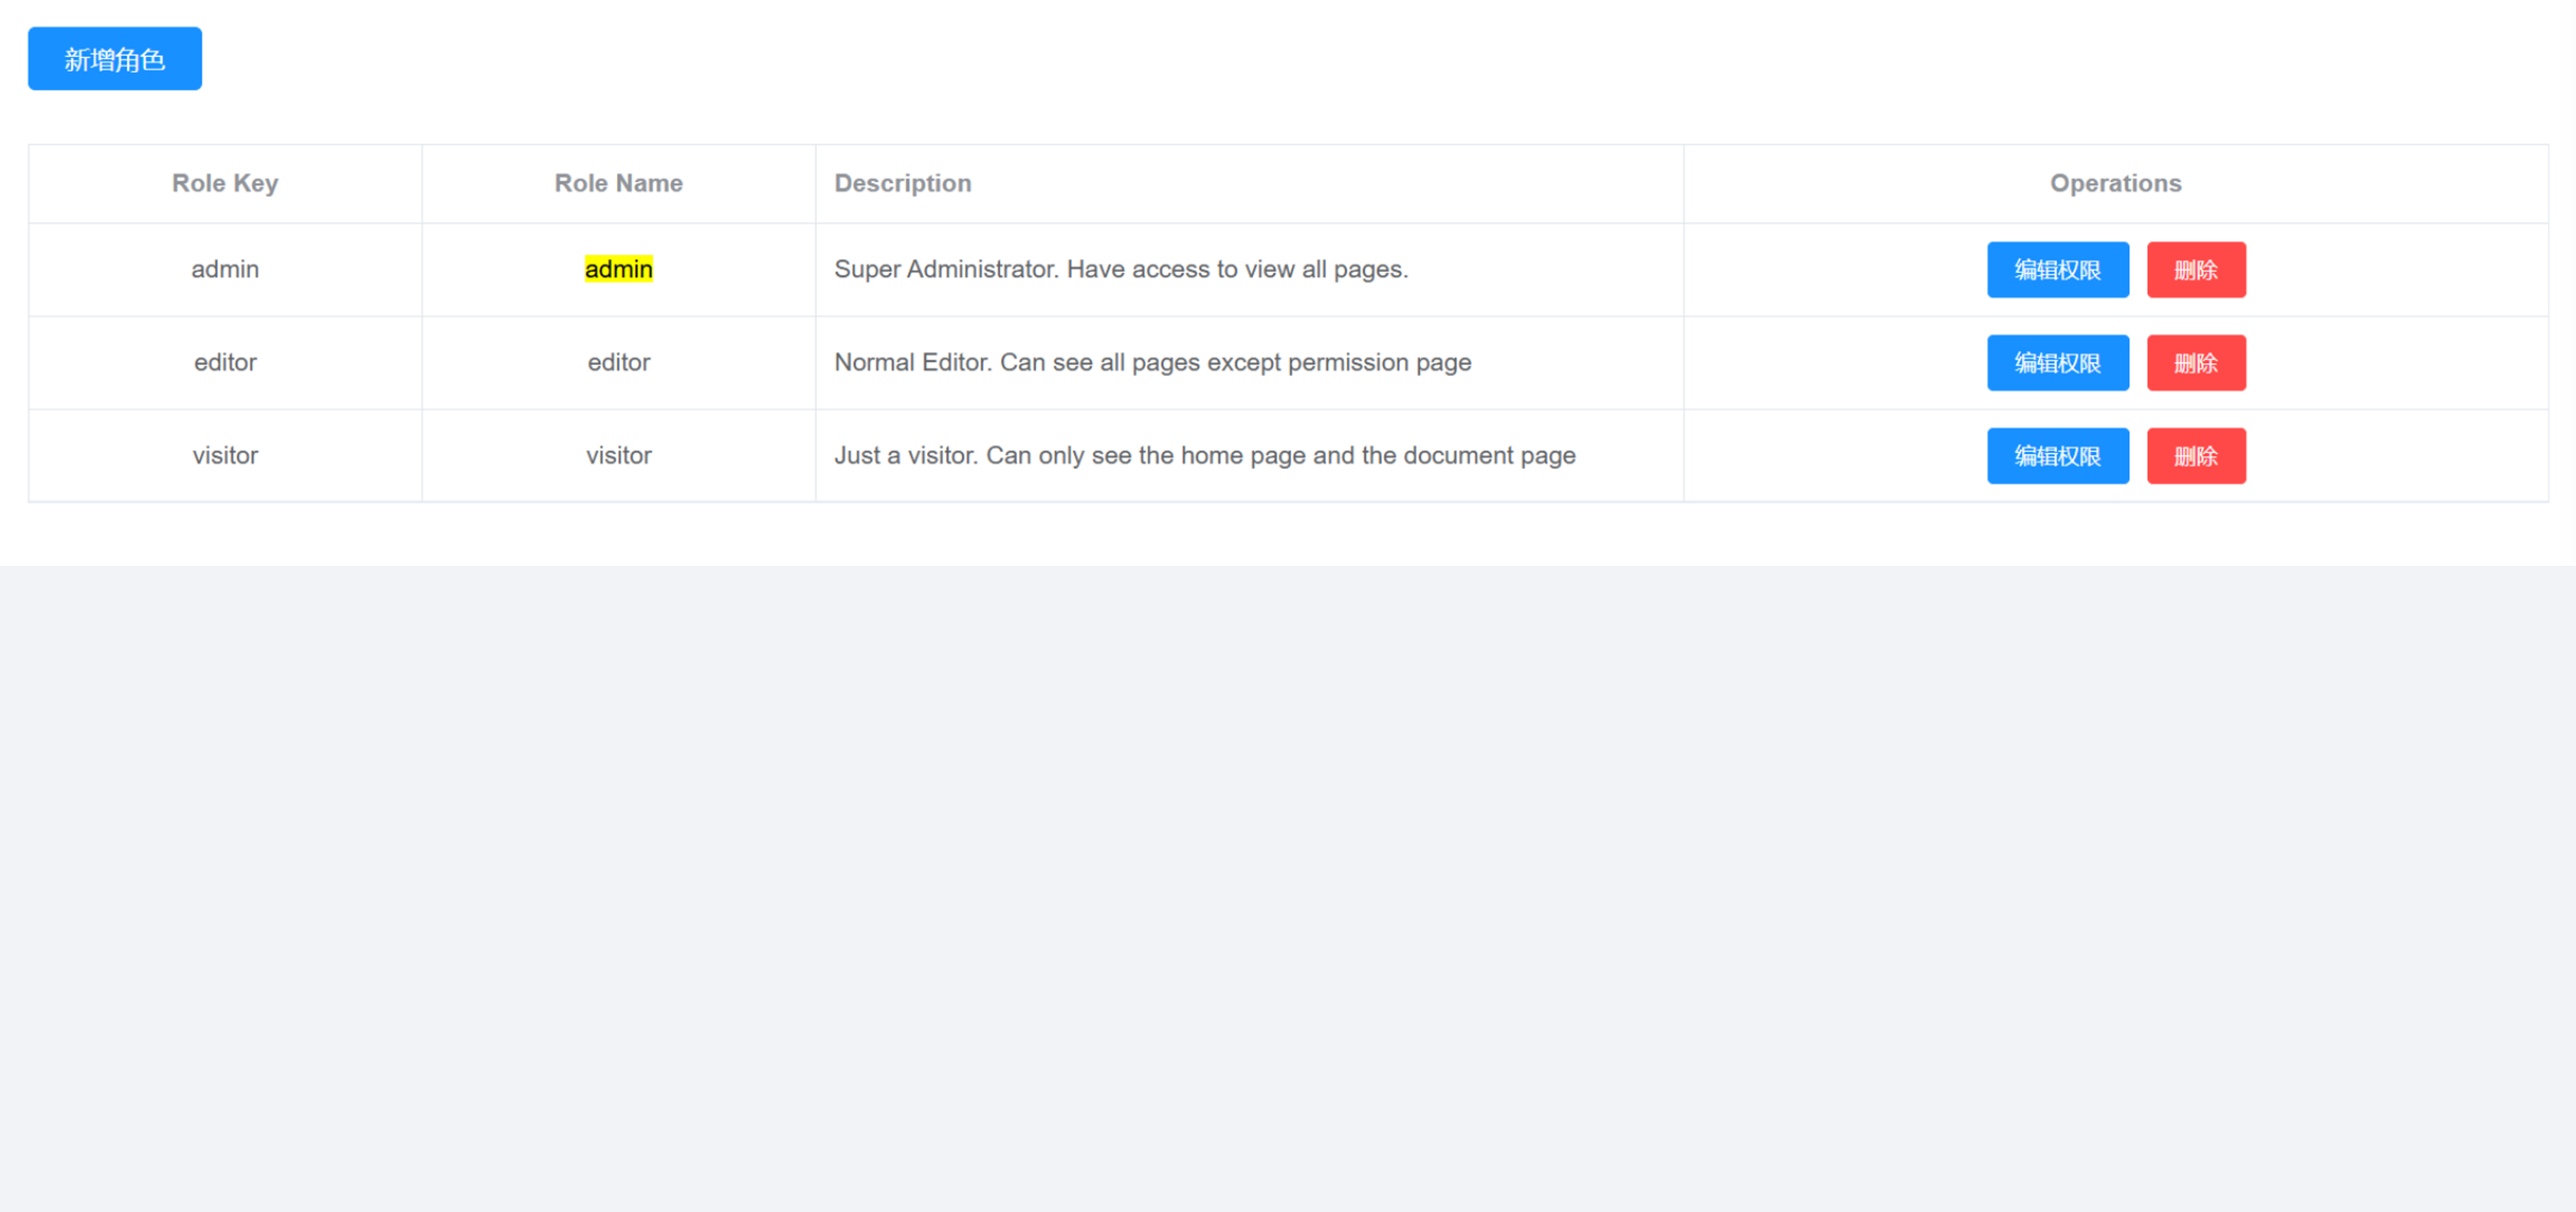 新增角色
Role Key Role Name Description Operations
admin admin Super Administrator. Have access to view all pages. 编辑权限 删除
editor editor Normal Editor. Can see all pages except permission page 编辑权限 删除
visitor visitor Just a visitor. Can only see the home page and the document page 编辑权限 删除